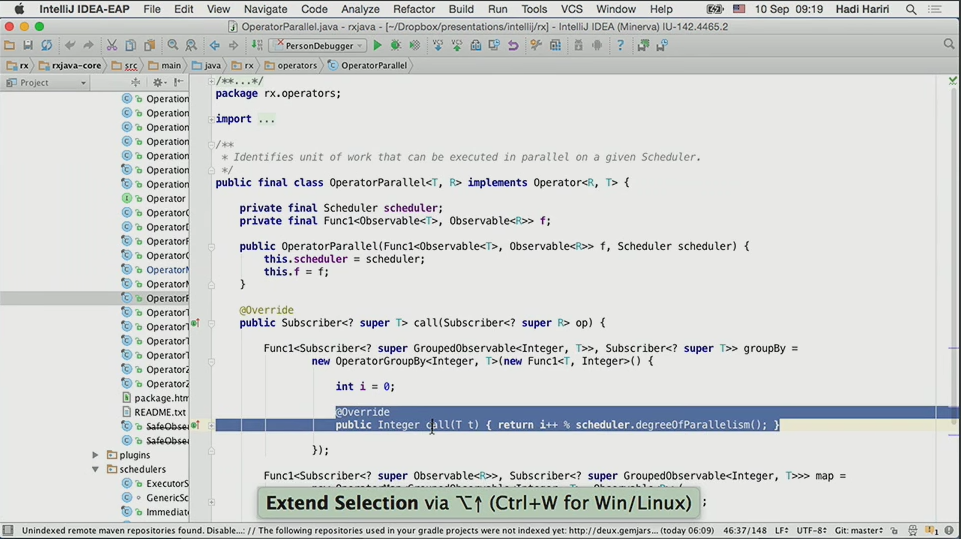 IntelliJ IDEA-EAP File Edit View Navigate Code Analyze Refactor Build Run Tools VCS Window Help 10 Sep 09:19 Hadi Hariri
OperatorParallel.java - rxjava-core - [~/Dropbox/presentations/intellij/rx] - IntelliJ IDEA (Minerva) IU-142.4465.2
PersonDebugger
rx rxjava-core src main java rx operators OperatorParallel
Project
Operation
Operation
Operation
Operation
Operation
Operation
Operation
Operator
OperatorC
OperatorD
OperatorF
OperatorG
OperatorM
OperatorM
OperatorP
OperatorT
OperatorT
OperatorT
OperatorT
OperatorZ
OperatorZ
package.htm
README.txt
SafeObser
SafeObser
plugins
schedulers
ExecutorS
GenericSc
Immediate
/**...*/
package rx.operators;
import ...
/**
* Identifies unit of work that can be executed in parallel on a given Scheduler.
*/
public final class OperatorParallel<T, R> implements Operator<R, T> {
private final Scheduler scheduler;
private final Func1<Observable<T>, Observable<R>> f;
public OperatorParallel(Func1<Observable<T>, Observable<R>> f, Scheduler scheduler) {
this.scheduler = scheduler;
this.f = f;
}
@Override
public Subscriber<? super T> call(Subscriber<? super R> op) {
Func1<Subscriber<? super GroupedObservable<Integer, T>>, Subscriber<? super T>> groupBy =
new OperatorGroupBy<Integer, T>(new Func1<T, Integer>() {
int i = 0;
@Override
public Integer call(T t) { return i++ % scheduler.degreeOfParallelism(); }
});
Func1<Subscriber<? super Observable<R>>, Subscriber<? super GroupedObservable<Integer, T>>> map =
Extend Selection via ⌥↑ (Ctrl+W for Win/Linux)
Unindexed remote maven repositories found. Disable... // The following repositories used in your gradle projects were not indexed yet: http://deux.gemjars... (today 06:09) 46:37/148 LF÷ UTF-8÷ Git: master÷